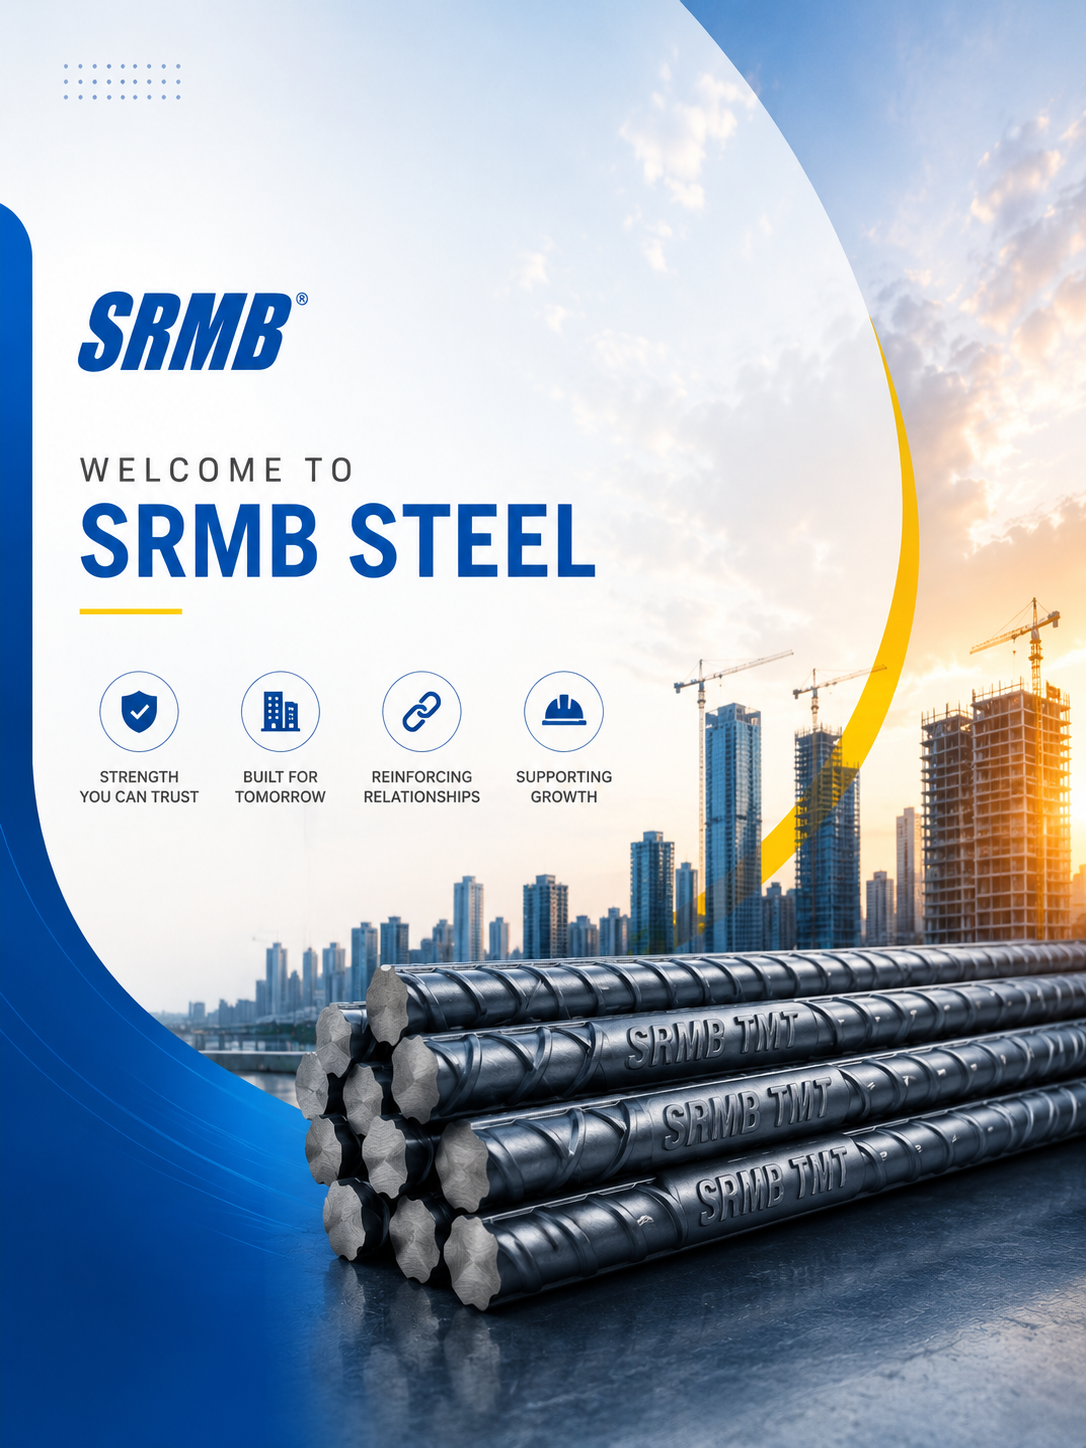 SRMB®
WELCOME TO
SRMB STEEL
STRENGTH
YOU CAN TRUST
BUILT FOR
TOMORROW
REINFORCING
RELATIONSHIPS
SUPPORTING
GROWTH
SRMB TMT
SRMB TMT
SRMB TMT